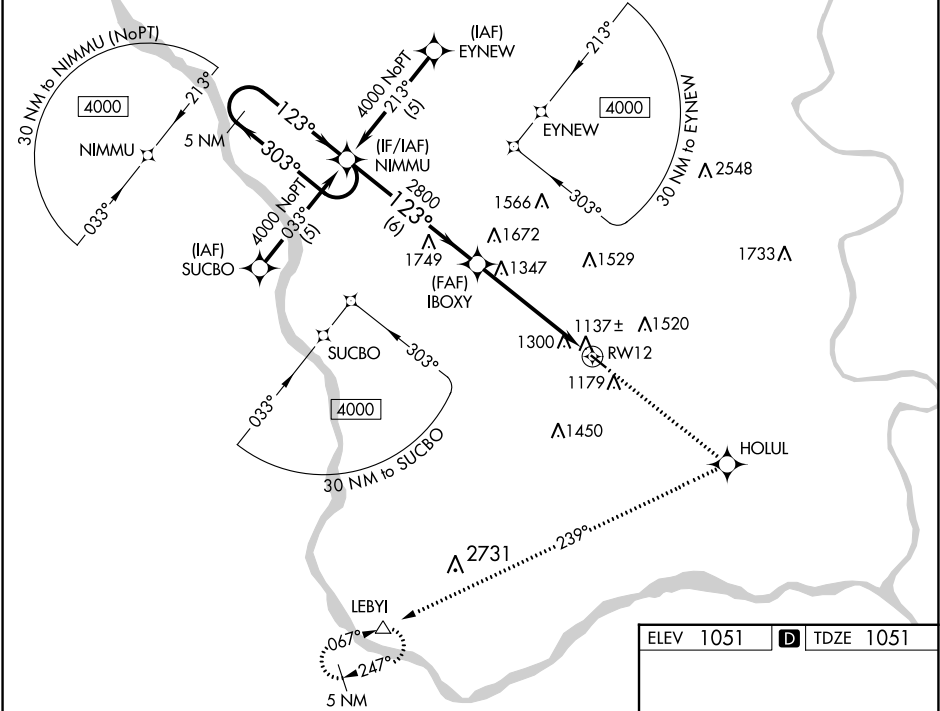 30 NM to NIMMU (NoPT)
4000
213°
NIMMU
033°
5 NM
123°
303°
(IF/IAF)
NIMMU
(IAF)
EYNEW
4000 NoPT
213°
(5)
4000 NoPT
033°
(5)
(IAF)
SUCBO
2800
123°
(6)
(FAF)
IBOXY
213°
4000
EYNEW
303°
30 NM to EYNEW
2548
1566
1672
1749
1347
1529
1733
1137±
1520
1300
RW12
1179
1450
SUCBO
303°
033°
4000
30 NM to SUCBO
HOLUL
239°
2731
LEBYI
067°
247°
5 NM
ELEV 1051 D TDZE 1051